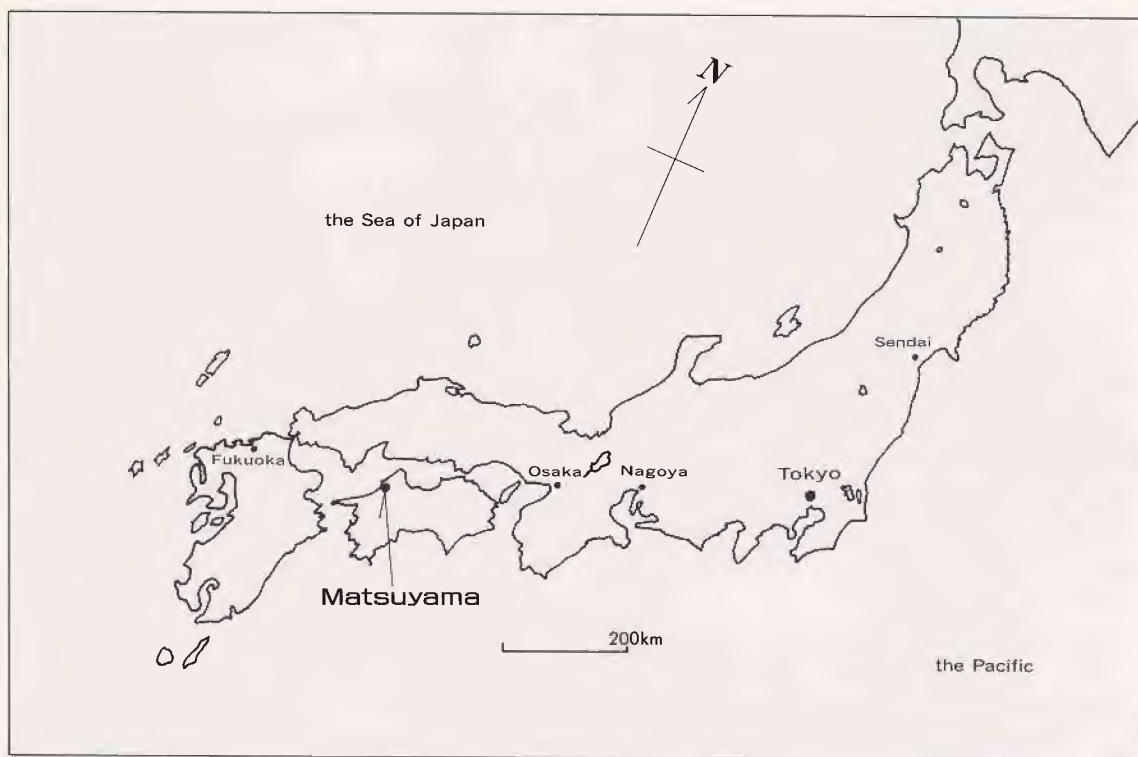 N
the Sea of Japan
Sendai
Fukuoka
Osaka
Nagoya
Tokyo
Matsuyama
200km
the Pacific